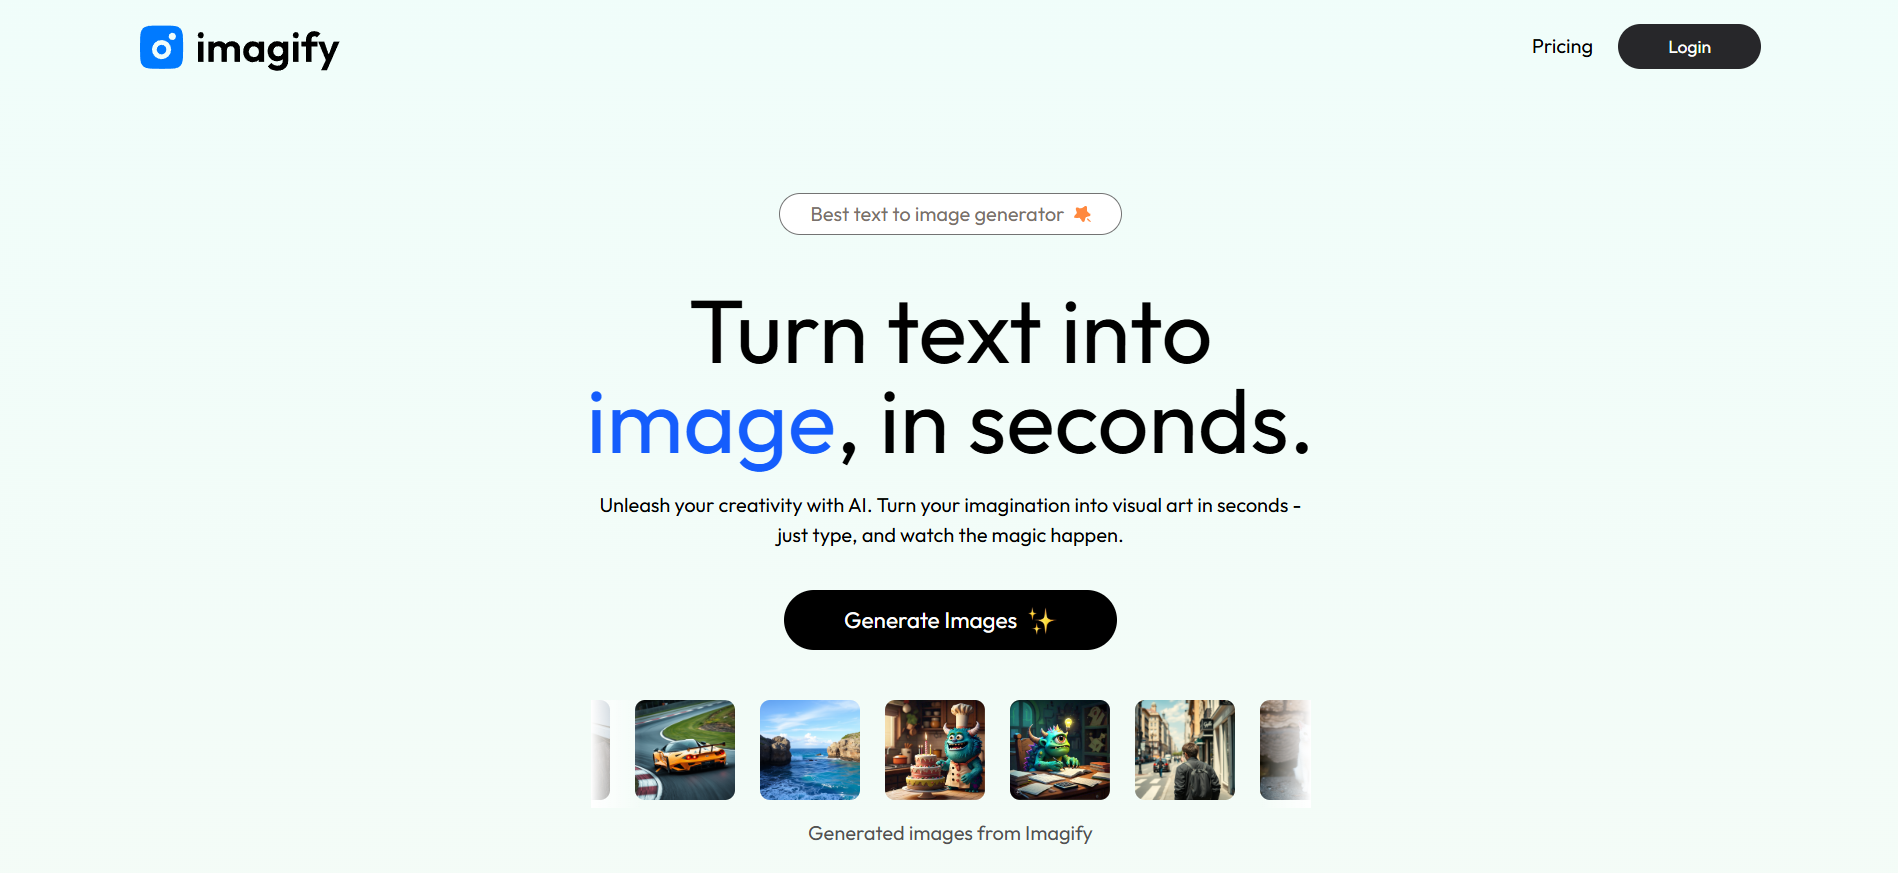 imagify
Pricing
Login
Best text to image generator
Turn text into
image, in seconds.
Unleash your creativity with AI. Turn your imagination into visual art in seconds -
just type, and watch the magic happen.
Generate Images ✨
Generated images from Imagify